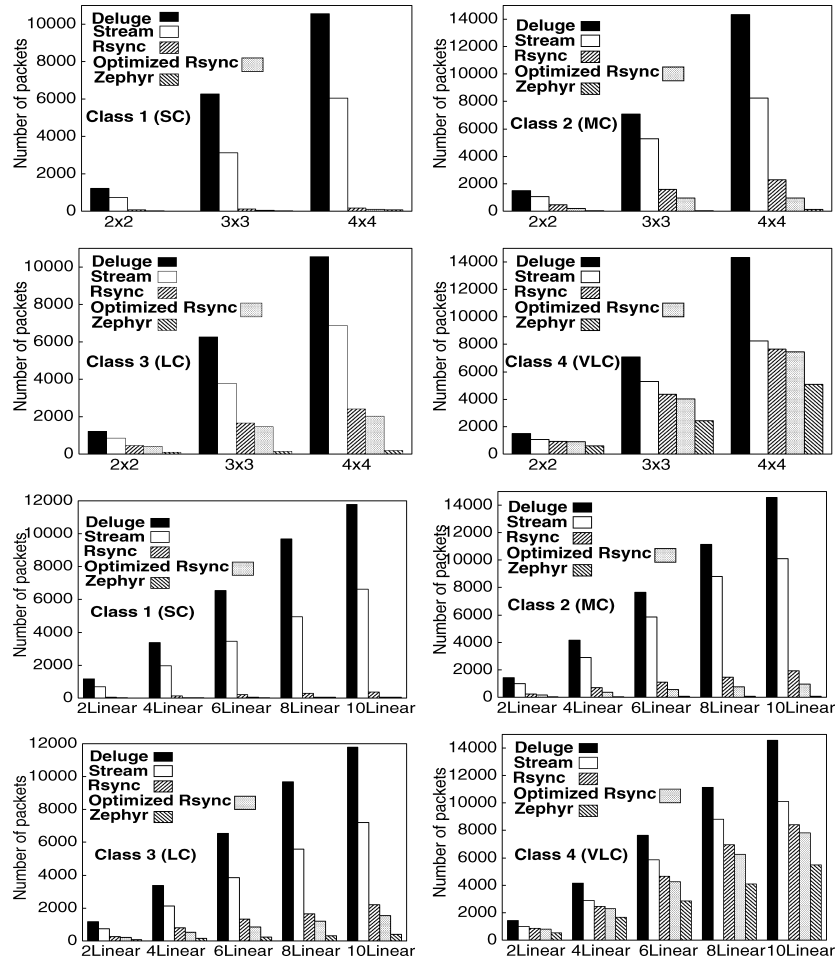 10000
8000
6000
4000
2000
0
Number of packets
Deluge
Stream
Rsync
Optimized Rsync
Zephyr
Class 1 (SC)
2x2 3x3 4x4
14000
12000
10000
8000
6000
4000
2000
0
Number of packets
Deluge
Stream
Rsync
Optimized Rsync
Zephyr
Class 2 (MC)
2x2 3x3 4x4
10000
8000
6000
4000
2000
0
Number of packets
Deluge
Stream
Rsync
Optimized Rsync
Zephyr
Class 3 (LC)
2x2 3x3 4x4
14000
12000
10000
8000
6000
4000
2000
0
Number of packets
Deluge
Stream
Rsync
Optimized Rsync
Zephyr
Class 4 (VLC)
2x2 3x3 4x4
12000
10000
8000
6000
4000
2000
0
Number of packets
Deluge
Stream
Rsync
Optimized Rsync
Zephyr
Class 1 (SC)
2Linear 4Linear 6Linear 8Linear 10Linear
14000
12000
10000
8000
6000
4000
2000
0
Number of packets
Deluge
Stream
Rsync
Optimized Rsync
Zephyr
Class 2 (MC)
2Linear 4Linear 6Linear 8Linear 10Linear
12000
10000
8000
6000
4000
2000
0
Number of packets
Deluge
Stream
Rsync
Optimized Rsync
Zephyr
Class 3 (LC)
2Linear 4Linear 6Linear 8Linear 10Linear
14000
12000
10000
8000
6000
4000
2000
0
Number of packets
Deluge
Stream
Rsync
Optimized Rsync
Zephyr
Class 4 (VLC)
2Linear 4Linear 6Linear 8Linear 10Linear